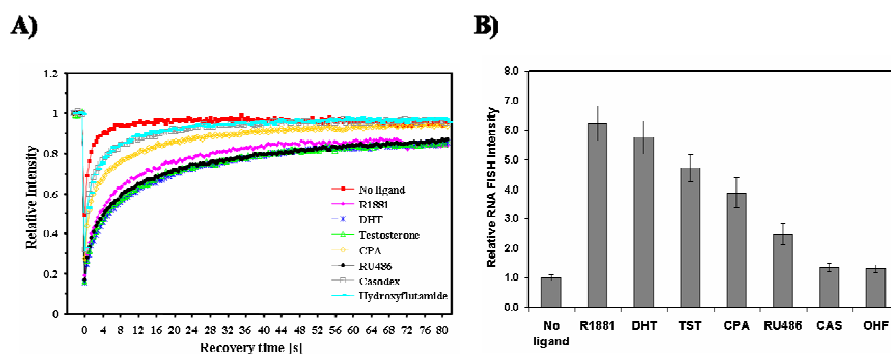 A)
B)
1.2
1
0.8
0.6
0.4
0.2
0
Relative Intensity
No ligand
R1881
DHT
Testosterone
CPA
RU486
Casodex
Hydroxyflutamide
0 4 8 12 16 20 24 28 32 36 40 44 48 52 56 60 64 68 72 76 80
Recovery time [s]
8.0
7.0
6.0
5.0
4.0
3.0
2.0
1.0
0.0
Relative RNA FISH Intensity
No ligand R1881 DHT TST CPA RU486 CAS OHF